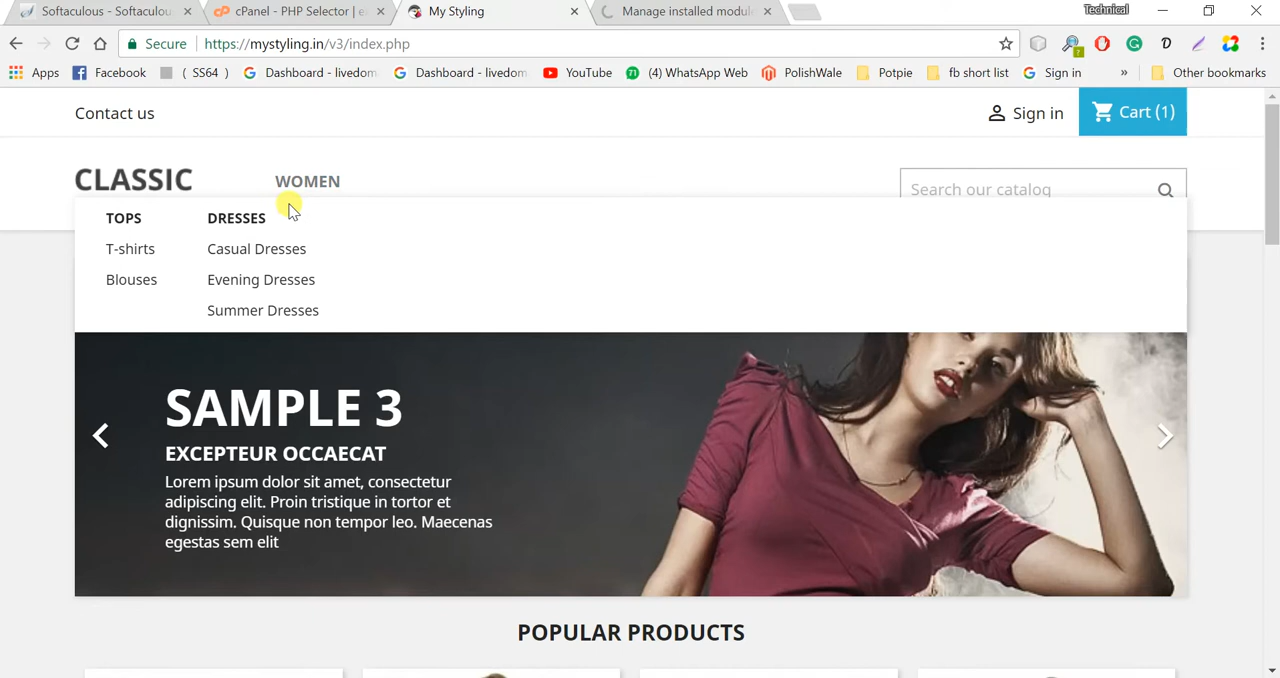 Softaculous - Softaculou
cPanel - PHP Selector | e
My Styling
Manage installed modul
Technical
Secure
https://mystyling.in/v3/index.php
Apps
Facebook
( SS64 )
Dashboard - livedom
Dashboard - livedom
YouTube
(4) WhatsApp Web
PolishWale
Potpie
fb short list
Sign in
»
Other bookmarks
Contact us
Sign in
Cart (1)
CLASSIC
WOMEN
Search our catalog
TOPS
DRESSES
T-shirts
Casual Dresses
Blouses
Evening Dresses
Summer Dresses
SAMPLE 3
EXCEPTEUR OCCAECAT
Lorem ipsum dolor sit amet, consectetur
adipiscing elit. Proin tristique in tortor et
dignissim. Quisque non tempor leo. Maecenas
egestas sem elit
POPULAR PRODUCTS